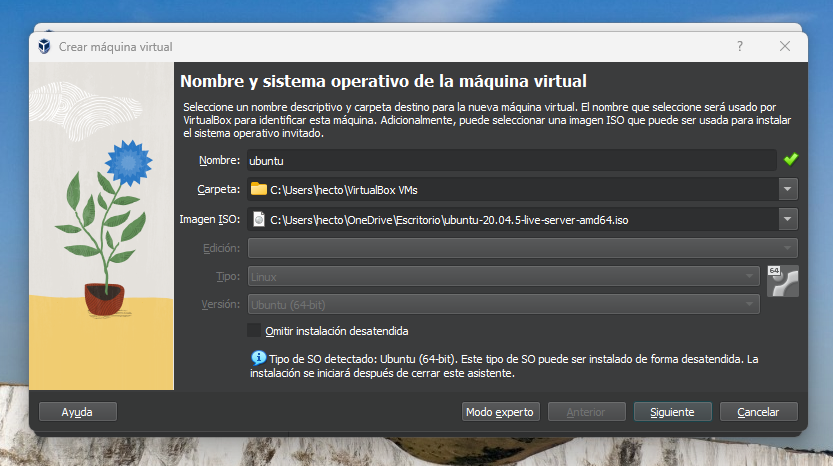 Crear máquina virtual
?
Nombre y sistema operativo de la máquina virtual
Seleccione un nombre descriptivo y carpeta destino para la nueva máquina virtual. El nombre que seleccione será usado por
VirtualBox para identificar esta máquina. Adicionalmente, puede seleccionar una imagen ISO que puede ser usada para instalar
el sistema operativo invitado.
Nombre: ubuntu
Carpeta: C:\Users\hecto\VirtualBox VMs
Imagen ISO: C:\Users\hecto\OneDrive\Escritorio\ubuntu-20.04.5-live-server-amd64.iso
Edición:
Tipo: Linux
64
Versión: Ubuntu (64-bit)
Omitir instalación desatendida
Tipo de SO detectado: Ubuntu (64-bit). Este tipo de SO puede ser instalado de forma desatendida. La
instalación se iniciará después de cerrar este asistente.
Ayuda Modo experto Anterior Siguiente Cancelar